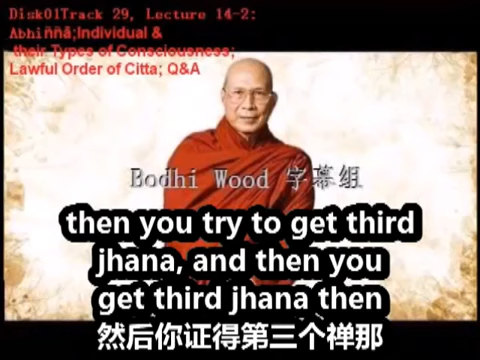 Disk01Track 29, Lecture 14-2:
Abhiññā;Individual &
their Types of Consciousness;
Lawful Order of Citta; Q&A
Bodhi Wood 字幕组
then you try to get third
jhana, and then you
get third jhana then
然后你证得第三个禅那